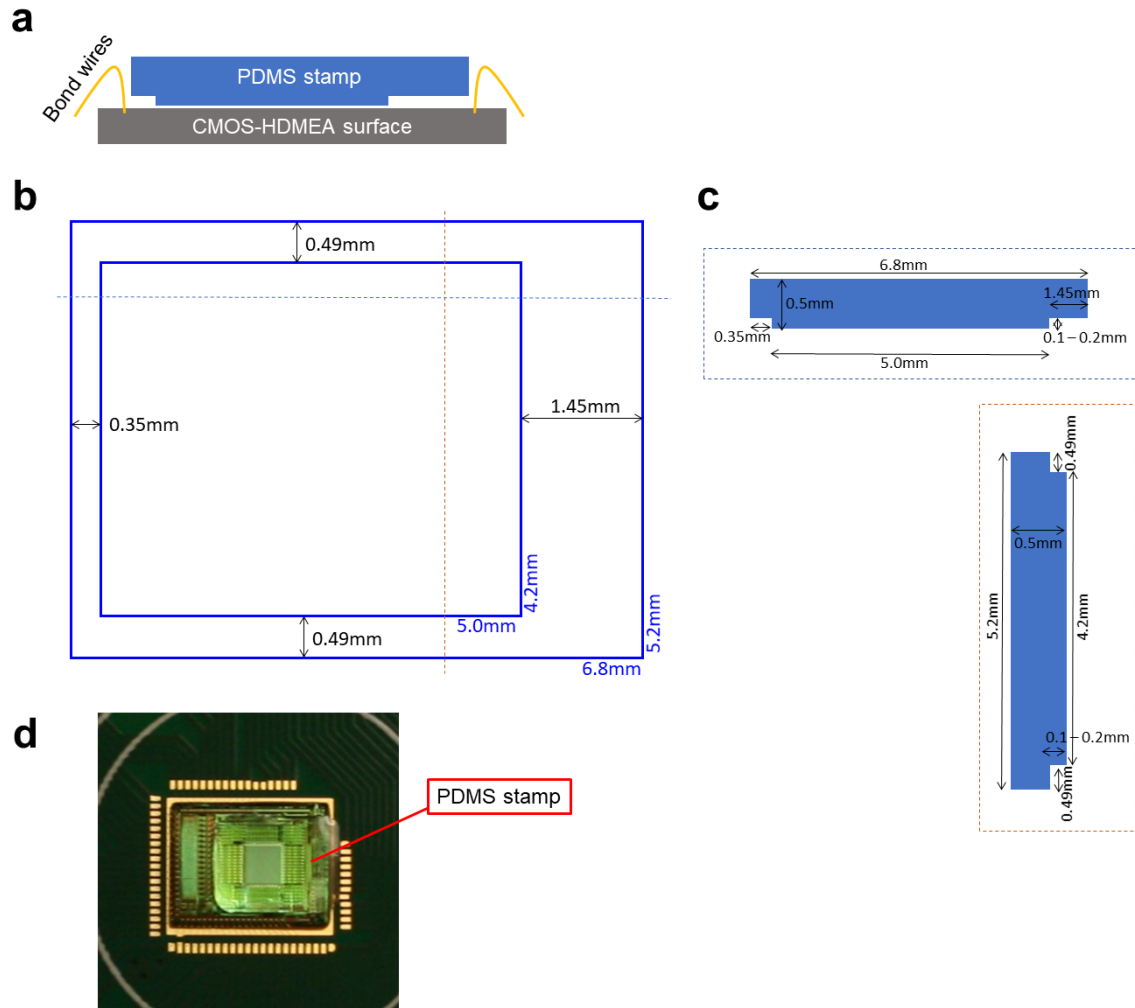 a
Bond wires
PDMS stamp
CMOS-HDMEA surface
b
0.49mm
0.35mm
1.45mm
4.2mm
5.0mm
5.2mm
0.49mm
6.8mm
c
6.8mm
0.5mm
1.45mm
0.35mm
0.1-0.2mm
5.0mm
0.49mm
0.5mm
5.2mm
4.2mm
0.1-0.2mm
0.49mm
d
PDMS stamp